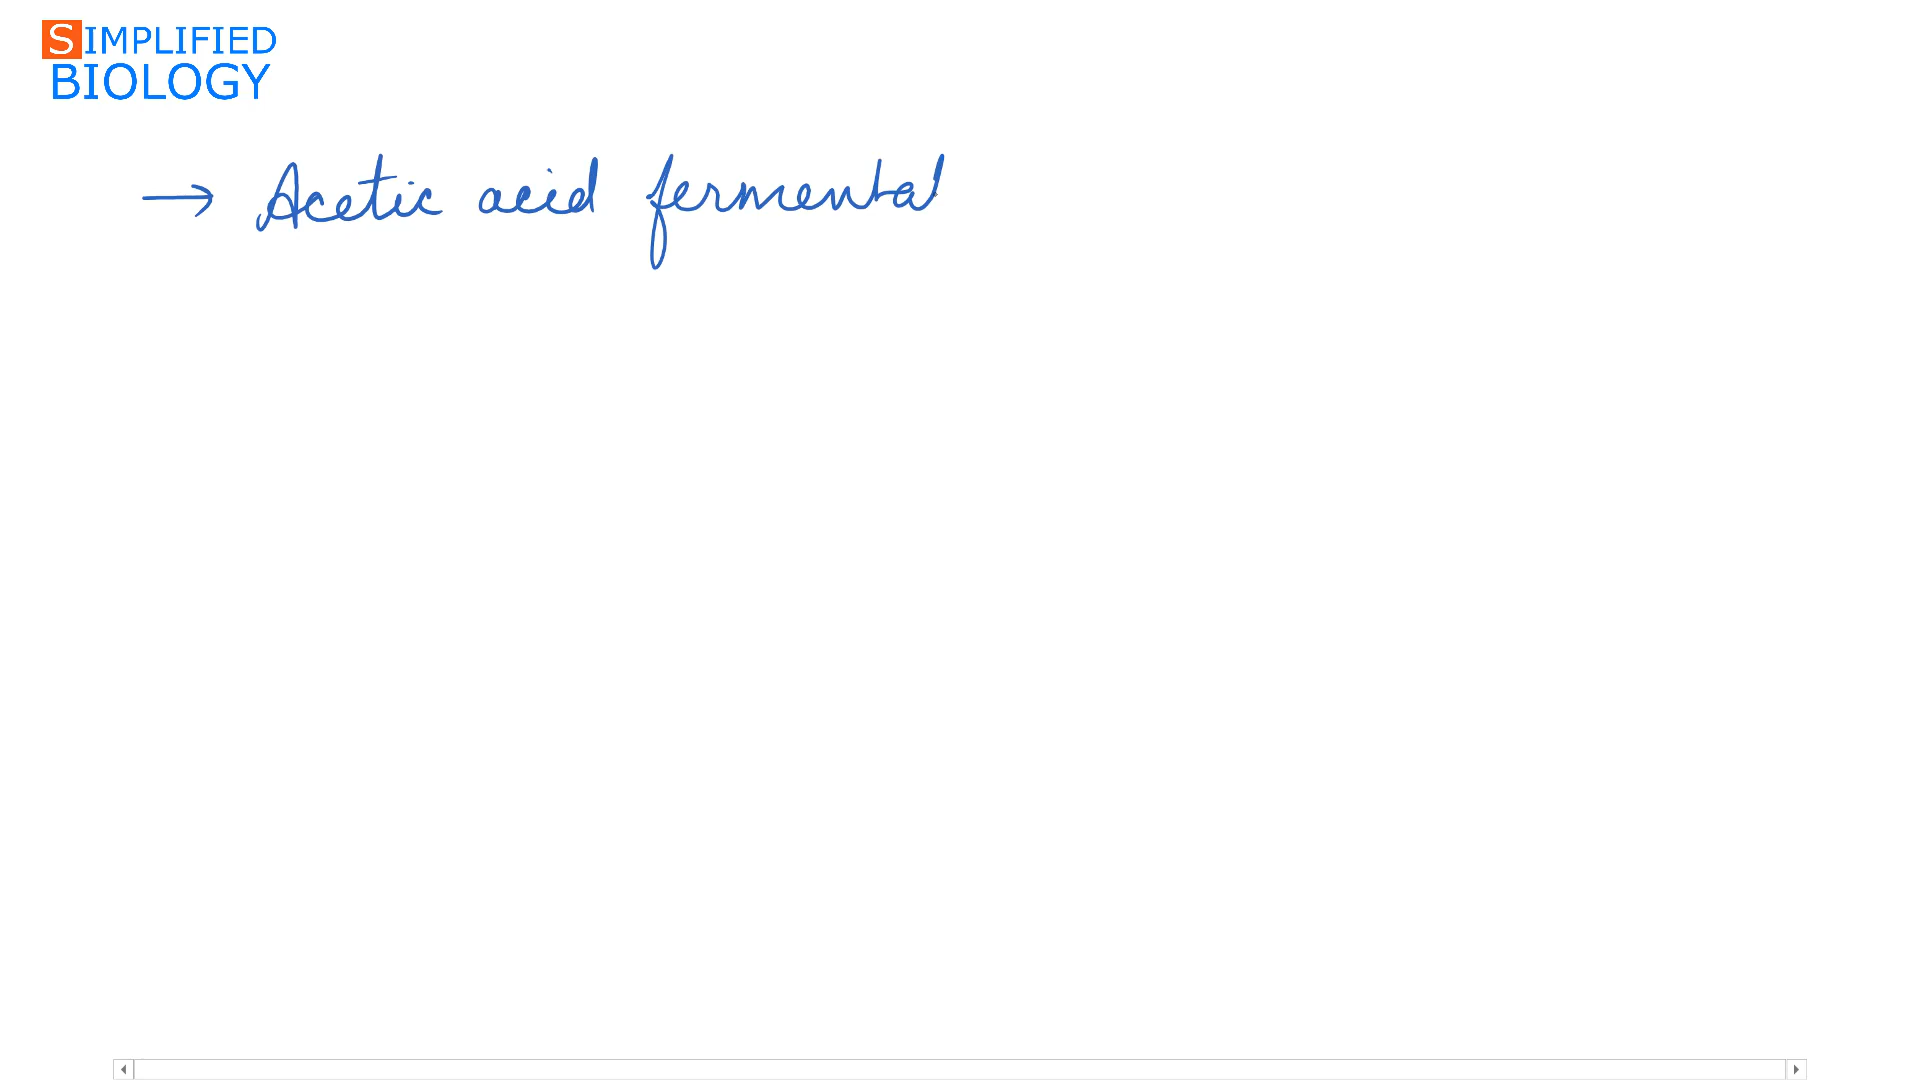 SIMPLIFIED
BIOLOGY
→ Acetic acid fermentat